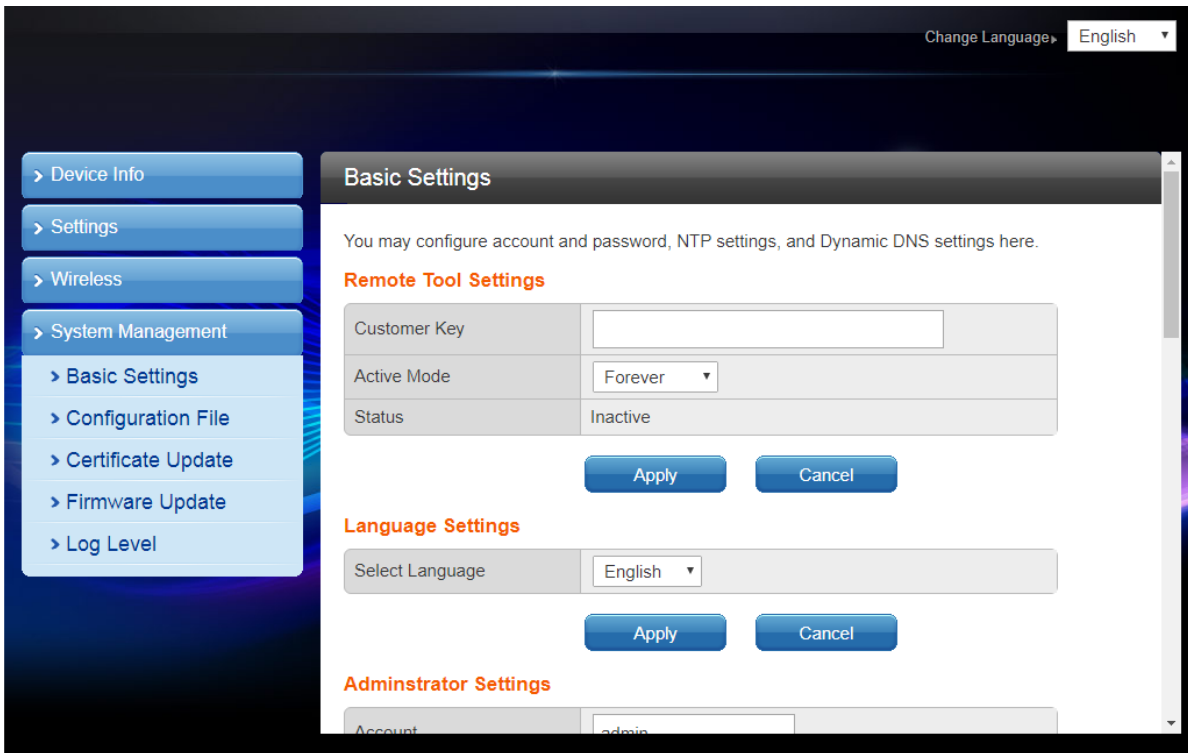 Change Language
English
Device Info
Settings
Wireless
System Management
Basic Settings
Configuration File
Certificate Update
Firmware Update
Log Level
Basic Settings
You may configure account and password, NTP settings, and Dynamic DNS settings here.
Remote Tool Settings
Customer Key
Active Mode Forever
Status Inactive
Apply Cancel
Language Settings
Select Language English
Apply Cancel
Adminstrator Settings
Account admin